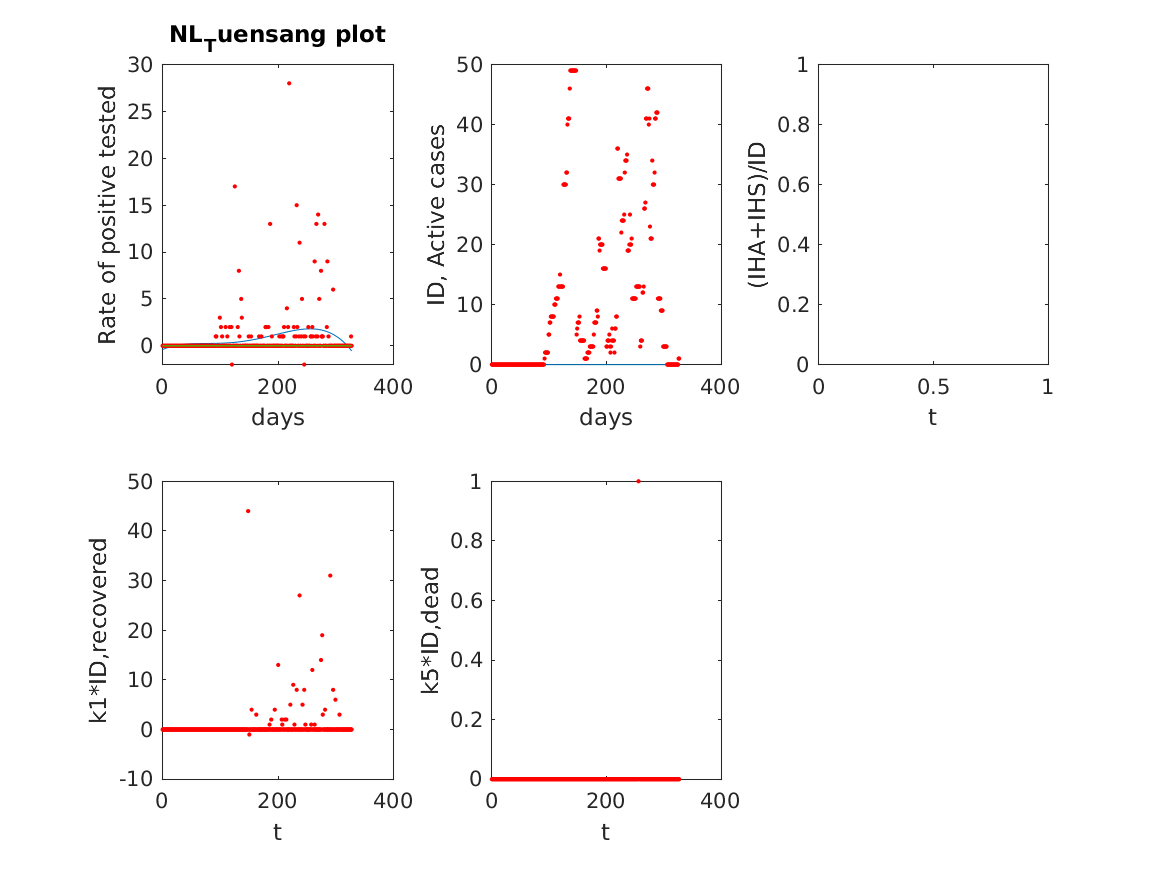 NL_Tuensang plot
30
25
20
15
10
5
0
0 200 400
days
Rate of positive tested
50
40
30
20
10
0
0 200 400
days
ID, Active cases
1
0.8
0.6
0.4
0.2
0
0 0.5 1
t
(IHA+IHS)/ID
50
40
30
20
10
0
-10
0 200 400
t
k1*ID,recovered
1
0.8
0.6
0.4
0.2
0
0 200 400
t
k5*ID,dead